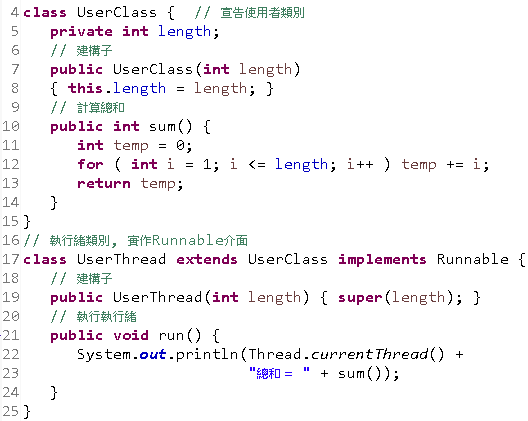 4 class UserClass {  // 宣告使用者類別
5    private int length;
6    // 建構子
7    public UserClass(int length)
8    { this.length = length; }
9    // 計算總和
10    public int sum() {
11       int temp = 0;
12       for ( int i = 1; i <= length; i++ ) temp += i;
13       return temp;
14    }
15 }
16 // 執行緒類別, 實作Runnable介面
17 class UserThread extends UserClass implements Runnable {
18    // 建構子
19    public UserThread(int length) { super(length); }
20    // 執行執行緒
21    public void run() {
22       System.out.println(Thread.currentThread() +
23                          "總和 = " + sum());
24    }
25 }